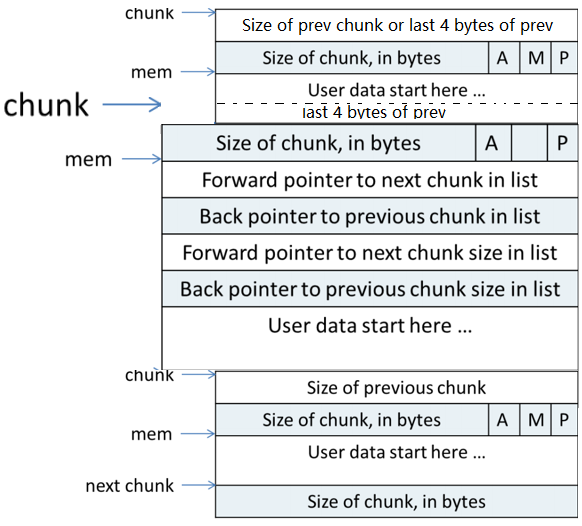 chunk
Size of prev chunk or last 4 bytes of prev
Size of chunk, in bytes A M P
mem
User data start here ...
chunk
last 4 bytes of prev
Size of chunk, in bytes A P
mem
Forward pointer to next chunk in list
Back pointer to previous chunk in list
Forward pointer to next chunk size in list
Back pointer to previous chunk size in list
User data start here ...
chunk
Size of previous chunk
Size of chunk, in bytes A M P
mem
User data start here ...
next chunk
Size of chunk, in bytes